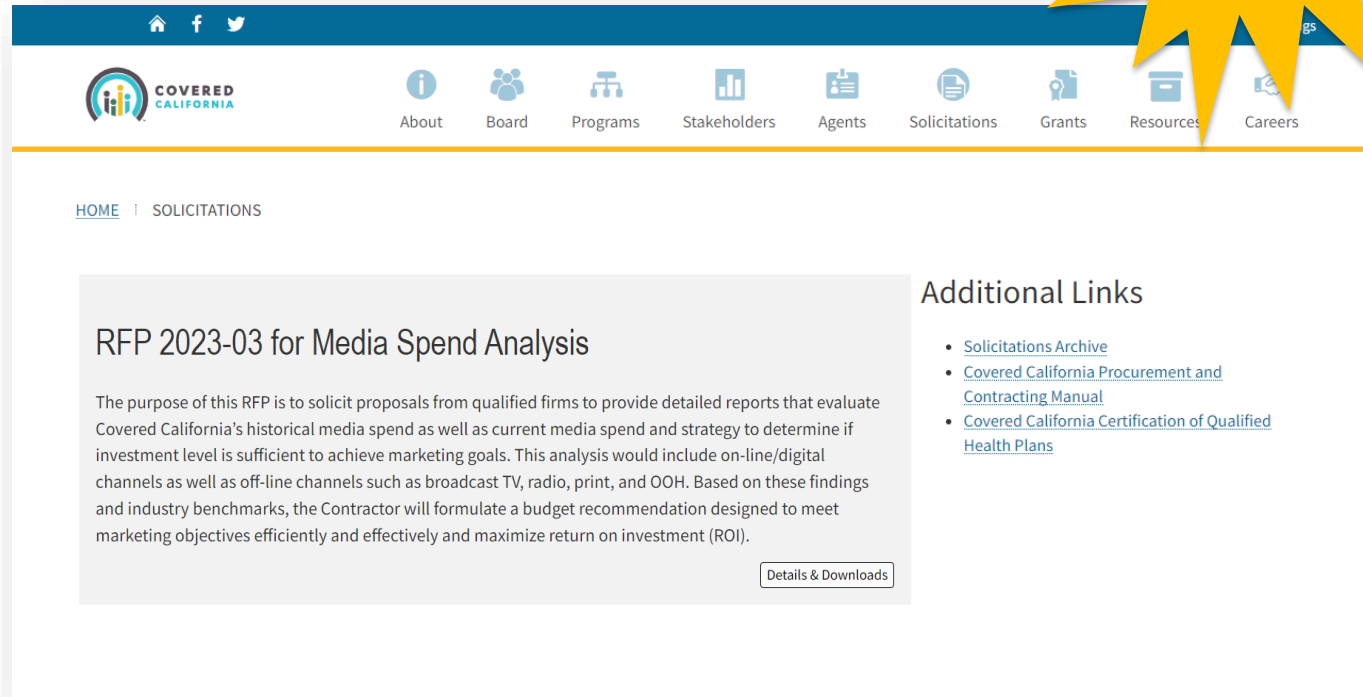 COVERED
CALIFORNIA
About Board Programs Stakeholders Agents Solicitations Grants Resources Careers
HOME SOLICITATIONS
RFP 2023-03 for Media Spend Analysis
The purpose of this RFP is to solicit proposals from qualified firms to provide detailed reports that evaluate
Covered California’s historical media spend as well as current media spend and strategy to determine if
investment level is sufficient to achieve marketing goals. This analysis would include on-line/digital
channels as well as off-line channels such as broadcast TV, radio, print, and OOH. Based on these findings
and industry benchmarks, the Contractor will formulate a budget recommendation designed to meet
marketing objectives efficiently and effectively and maximize return on investment (ROI).
Details & Downloads
Additional Links
Solicitations Archive
Covered California Procurement and
Contracting Manual
Covered California Certification of Qualified
Health Plans